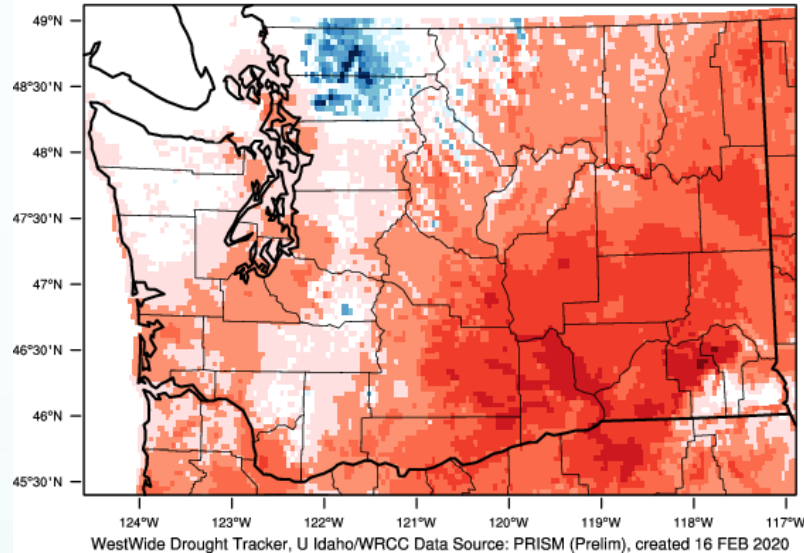 49°N
48°30'N
48°N
47°30'N
47°N
46°30'N
46°N
45°30'N
124°W 123°W 122°W 121°W 120°W 119°W 118°W 117°W
WestWide Drought Tracker, U Idaho/WRCC Data Source: PRISM (Prelim), created 16 FEB 2020